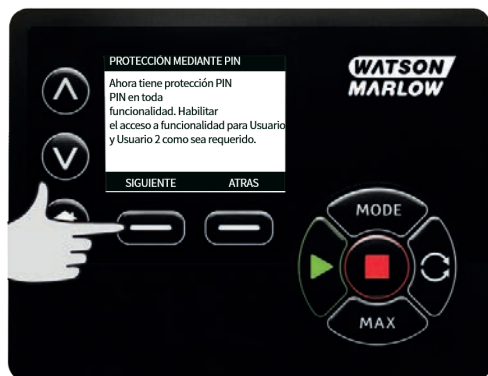 PROTECCIÓN MEDIANTE PIN
WATSON
MARLOW
Ahora tiene protección PIN
PIN en toda
funcionalidad. Habilitar
el acceso a funcionalidad para Usuario
y Usuario 2 como sea requerido.
SIGUIENTE ATRAS
MODE
MAX